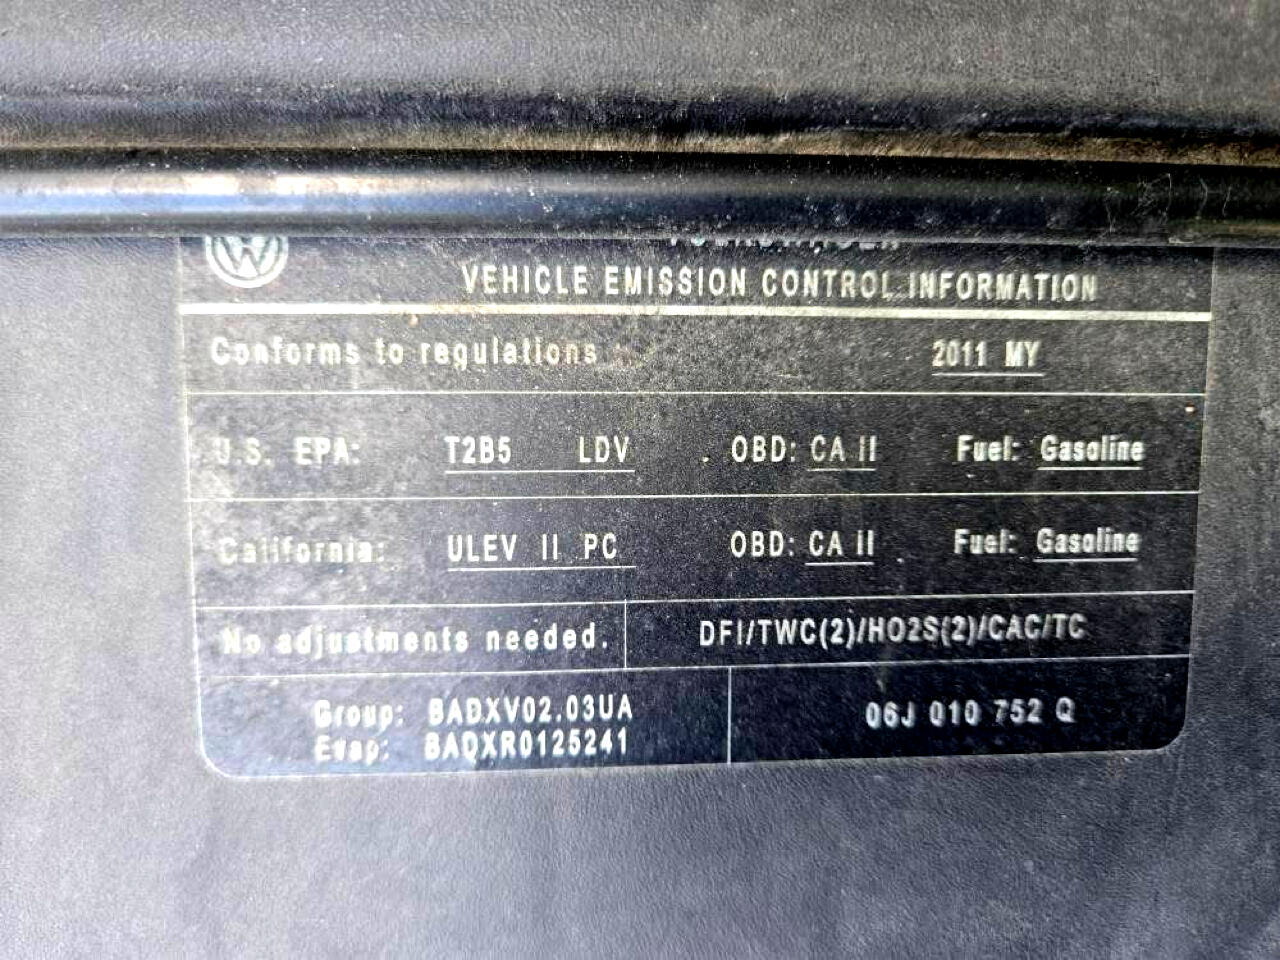 VW
VOLKSWAGEN
VEHICLE EMISSION CONTROL INFORMATION
Conforms to regulations 2011 MY
U.S. EPA: T2B5 LDV OBD: CA II Fuel: Gasoline
California: ULEV II PC OBD: CA II Fuel: Gasoline
No adjustments needed. DFI/TWC(2)/HO2S(2)/CAC/TC
Group: BADXV02.03UA 06J 010 752 Q
Evap: BADXR0125241